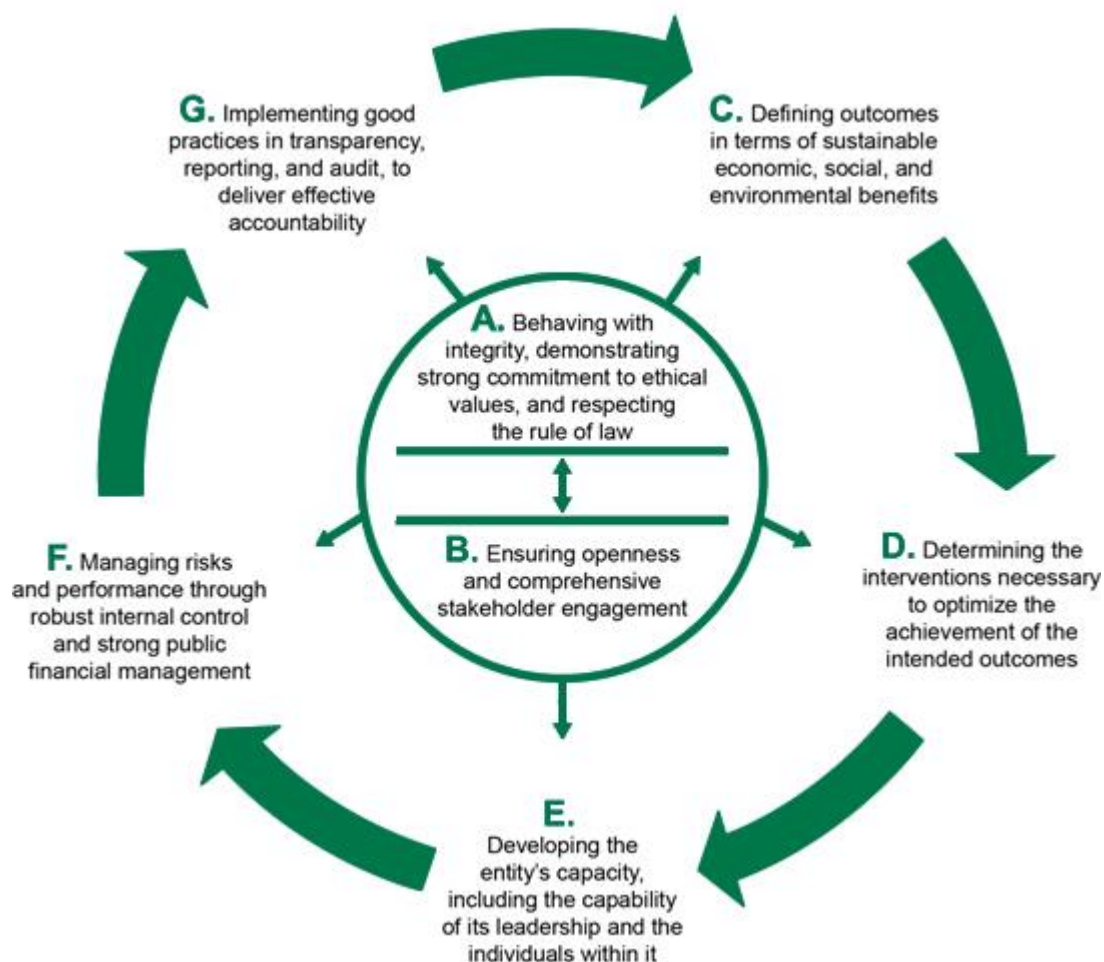 G. Implementing good
practices in transparency,
reporting, and audit, to
deliver effective
accountability
C. Defining outcomes
in terms of sustainable
economic, social, and
environmental benefits
A. Behaving with
integrity, demonstrating
strong commitment to ethical
values, and respecting
the rule of law
B. Ensuring openness
and comprehensive
stakeholder engagement
D. Determining the
interventions necessary
to optimize the
achievement of the
intended outcomes
E.
Developing the
entity's capacity,
including the capability
of its leadership and the
individuals within it
F. Managing risks
and performance through
robust internal control
and strong public
financial management